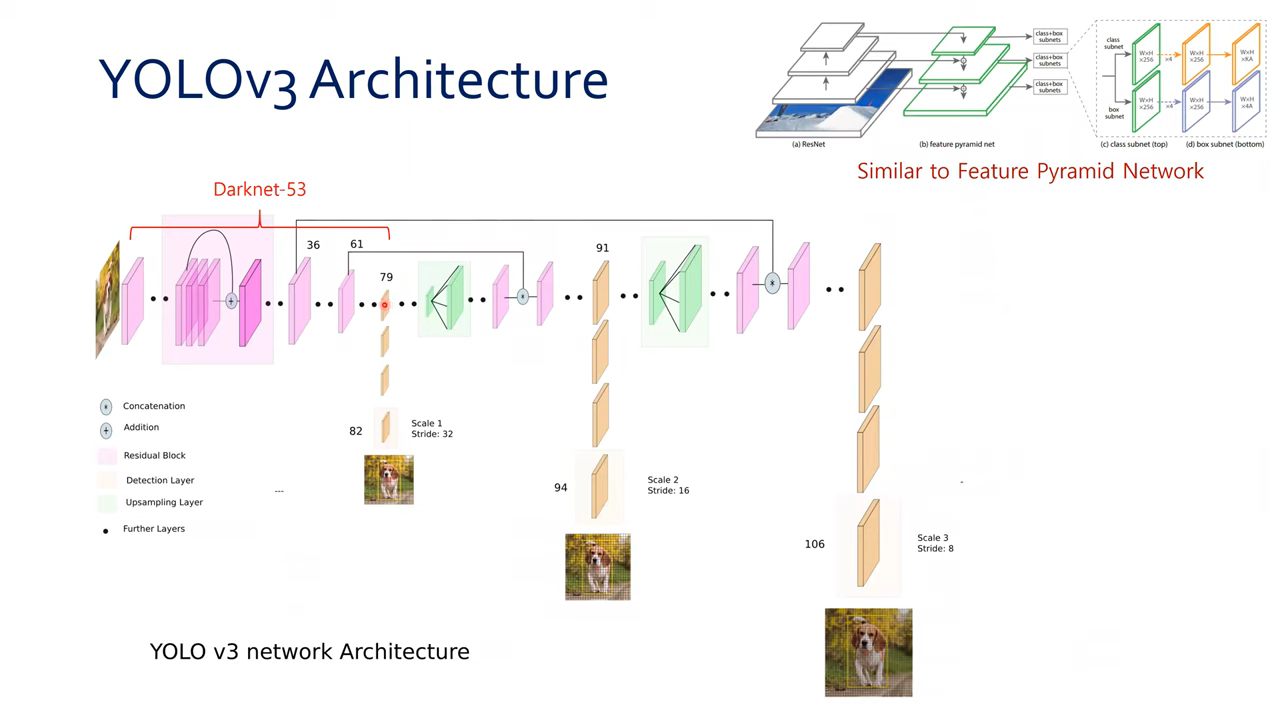 YOLOv3 Architecture
class+box
subnets
class+box
subnets
class+box
subnets
class
subnet
W×H
×256
×4
W×H
×256
W×H
×KA
box
subnet
W×H
×256
×4
W×H
×256
W×H
×4A
(a) ResNet
(b) feature pyramid net
(c) class subnet (top)
(d) box subnet (bottom)
Similar to Feature Pyramid Network
Darknet-53
36
61
79
91
+
*
*
* Concatenation
+ Addition
Residual Block
Detection Layer
Upsampling Layer
Further Layers
82
Scale 1
Stride: 32
94
Scale 2
Stride: 16
106
Scale 3
Stride: 8
YOLO v3 network Architecture